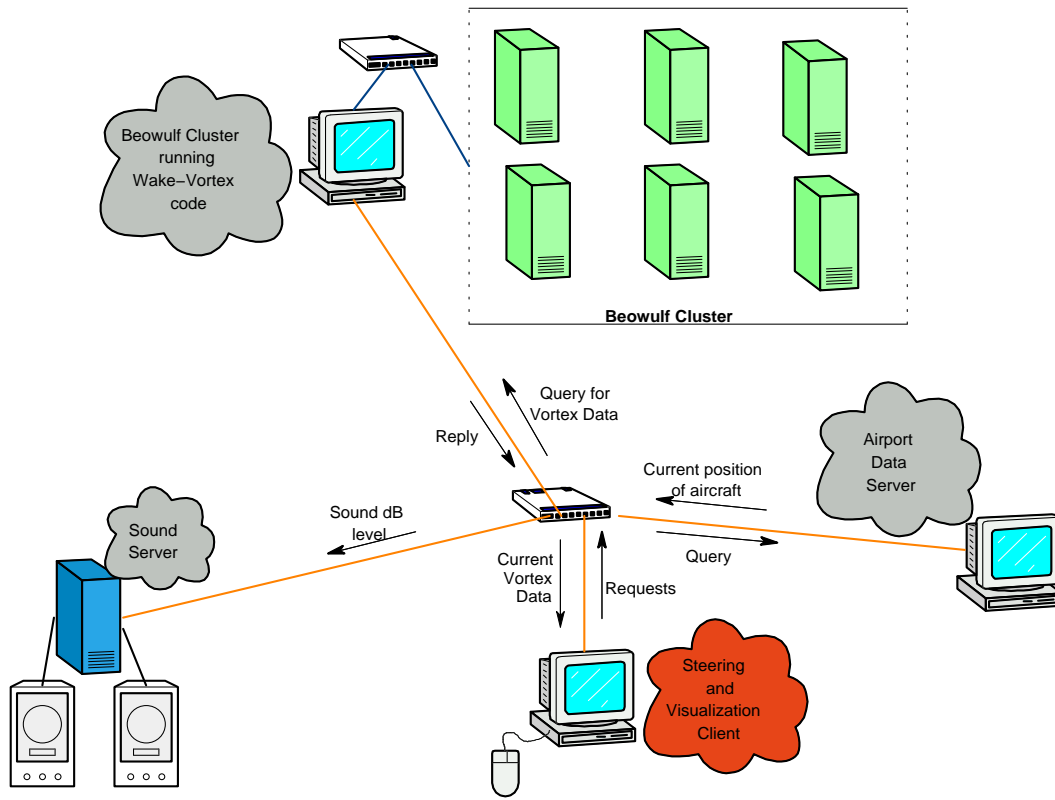 Beowulf Cluster
running
Wake−Vortex
code
Beowulf Cluster
Query for
Vortex Data
Reply
Airport
Data
Server
Current position
of aircraft
Sound dB
level
Sound
Server
Query
Current
Vortex
Data
Requests
Steering
and
Visualization
Client